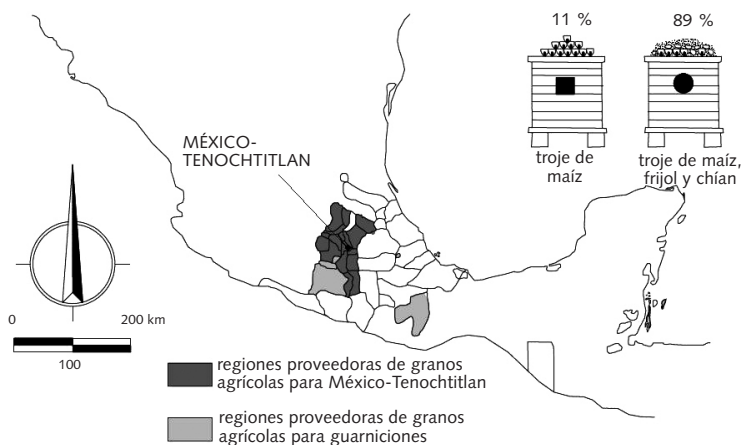 11 %
89 %
troje de
maíz
troje de maíz,
frijol y chían
MÉXICO-
TENOCHTITLAN
0
200 km
100
regiones proveedoras de granos
agrícolas para México-Tenochtitlan
regiones proveedoras de granos
agrícolas para guarniciones